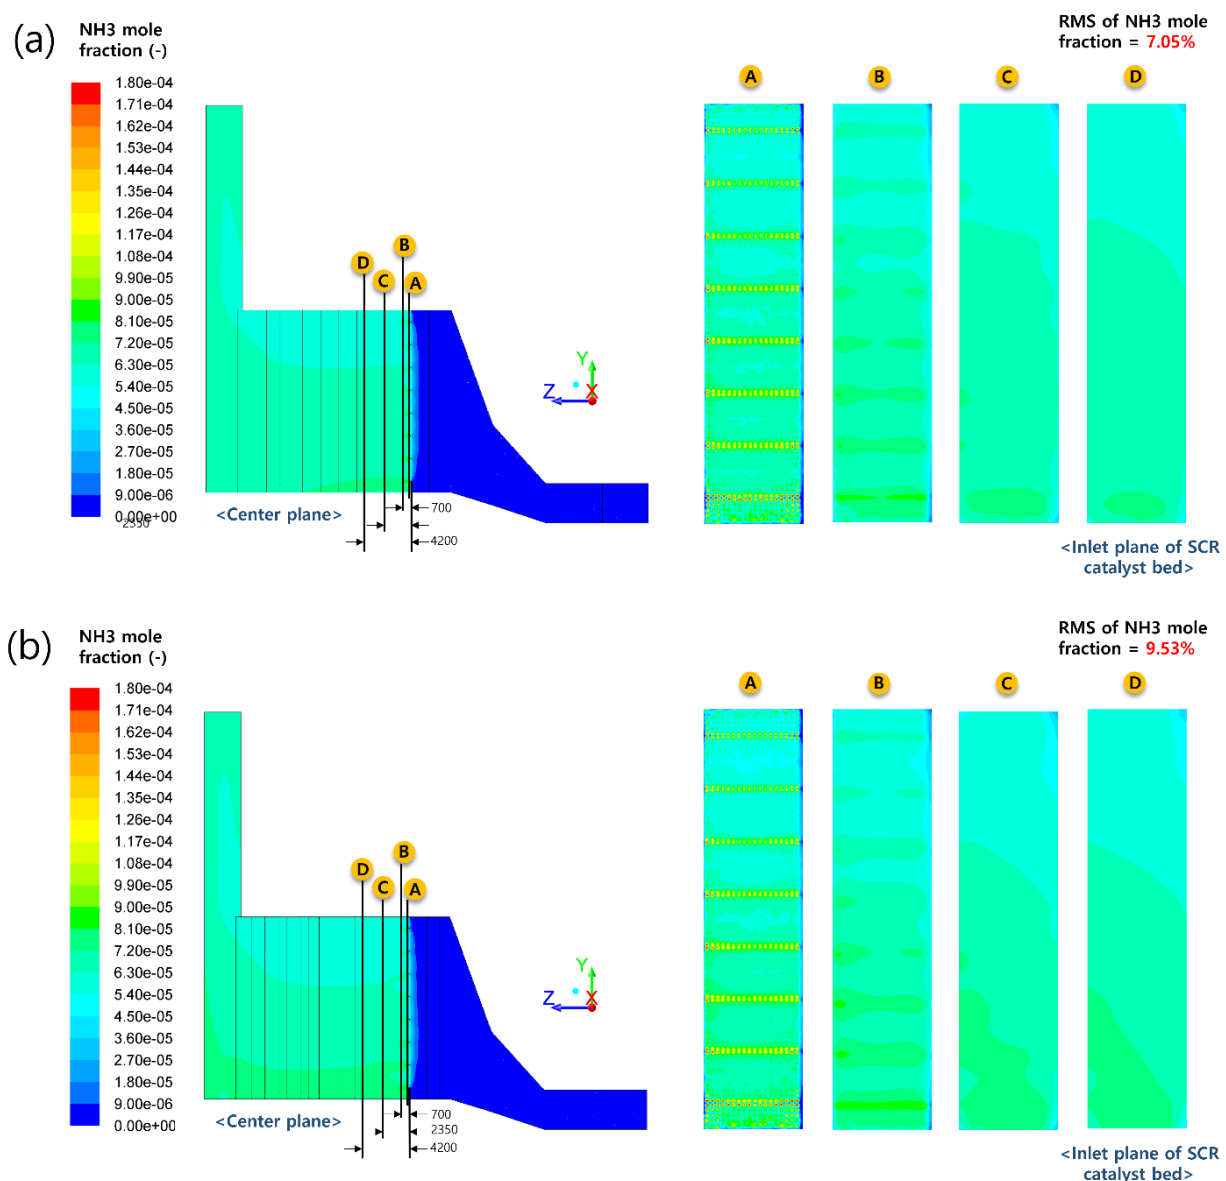 (a)
NH3 mole
fraction (-)
1.80e-04
1.71e-04
1.62e-04
1.53e-04
1.44e-04
1.35e-04
1.26e-04
1.17e-04
1.08e-04
9.90e-05
9.00e-05
8.10e-05
7.20e-05
6.30e-05
5.40e-05
4.50e-05
3.60e-05
2.70e-05
1.80e-05
9.00e-06
0.00e+00
2350
B
D
C
A
Y
Z
X
700
4200
<Center plane>
RMS of NH3 mole
fraction = 7.05%
A
B
C
D
<Inlet plane of SCR
catalyst bed>
(b)
NH3 mole
fraction (-)
1.80e-04
1.71e-04
1.62e-04
1.53e-04
1.44e-04
1.35e-04
1.26e-04
1.17e-04
1.08e-04
9.90e-05
9.00e-05
8.10e-05
7.20e-05
6.30e-05
5.40e-05
4.50e-05
3.60e-05
2.70e-05
1.80e-05
9.00e-06
0.00e+00
B
D
C
A
Y
Z
X
700
2350
4200
<Center plane>
RMS of NH3 mole
fraction = 9.53%
A
B
C
D
<Inlet plane of SCR
catalyst bed>